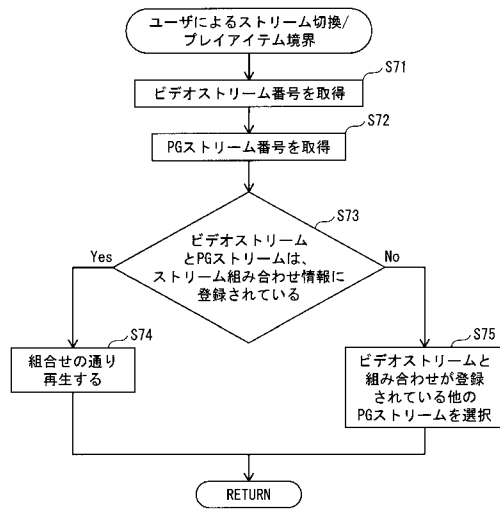 ユーザによるストリーム切換/
プレイアイテム境界
S71
ビデオストリーム番号を取得
S72
PGストリーム番号を取得
S73
ビデオストリーム
とPGストリームは、
ストリーム組み合わせ情報に
登録されている
Yes
No
S74
組合せの通り
再生する
S75
ビデオストリームと
組み合わせが登録
されている他の
PGストリームを選択
RETURN